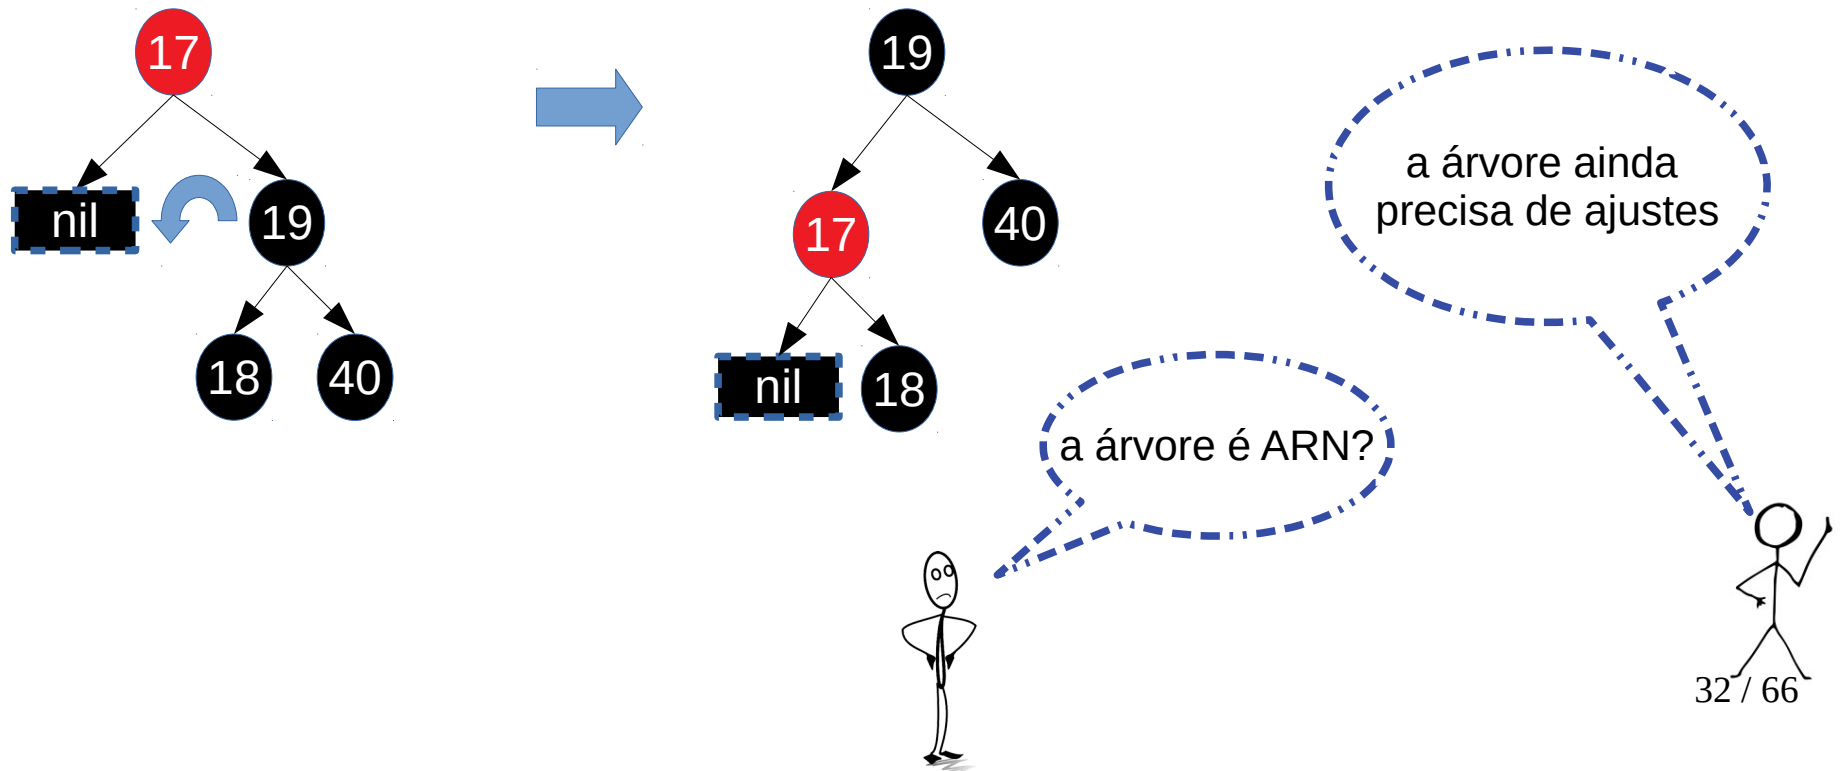 17
nil
19
18
40
19
17
40
nil
18
a árvore ainda
precisa de ajustes
a árvore é ARN?
32 / 66